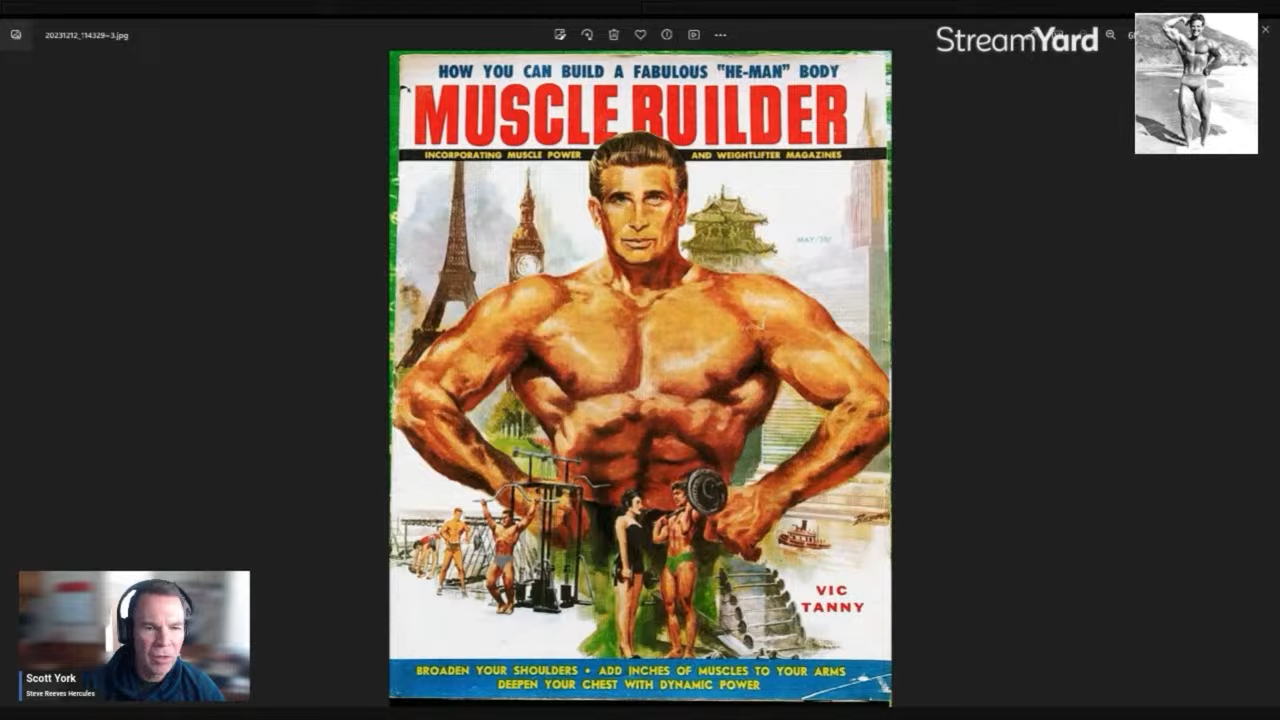 20231212_114329~3.jpg
StreamYard
HOW YOU CAN BUILD A FABULOUS "HE-MAN" BODY
MUSCLE BUILDER
INCORPORATING MUSCLE POWER AND WEIGHTLIFTER MAGAZINES
VIC
TANNY
BROADEN YOUR SHOULDERS • ADD INCHES OF MUSCLES TO YOUR ARMS
DEEPEN YOUR CHEST WITH DYNAMIC POWER
Scott York
Steve Reeves Hercules